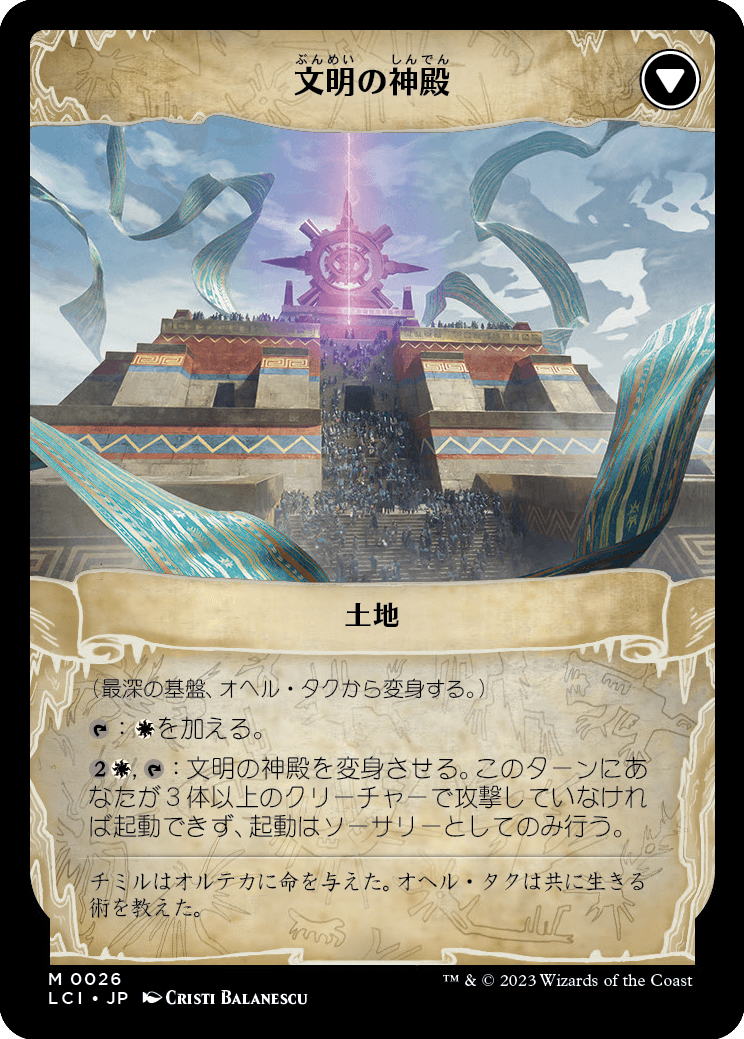 ぶんめい しんでん
文明の神殿
土地
（最深の基盤、オヘル・タクから変身する。）
：を加える。
2, ：文明の神殿を変身させる。このターンにあ
なたが３体以上のクリーチャーで攻撃していなけれ
ば起動できず、起動はソーサリーとしてのみ行う。
チミルはオルテカに命を与えた。オヘル・タクは共に生きる
術を教えた。
M 0026
LCI • JP CRISTI BALANESCU
™ & © 2023 Wizards of the Coast